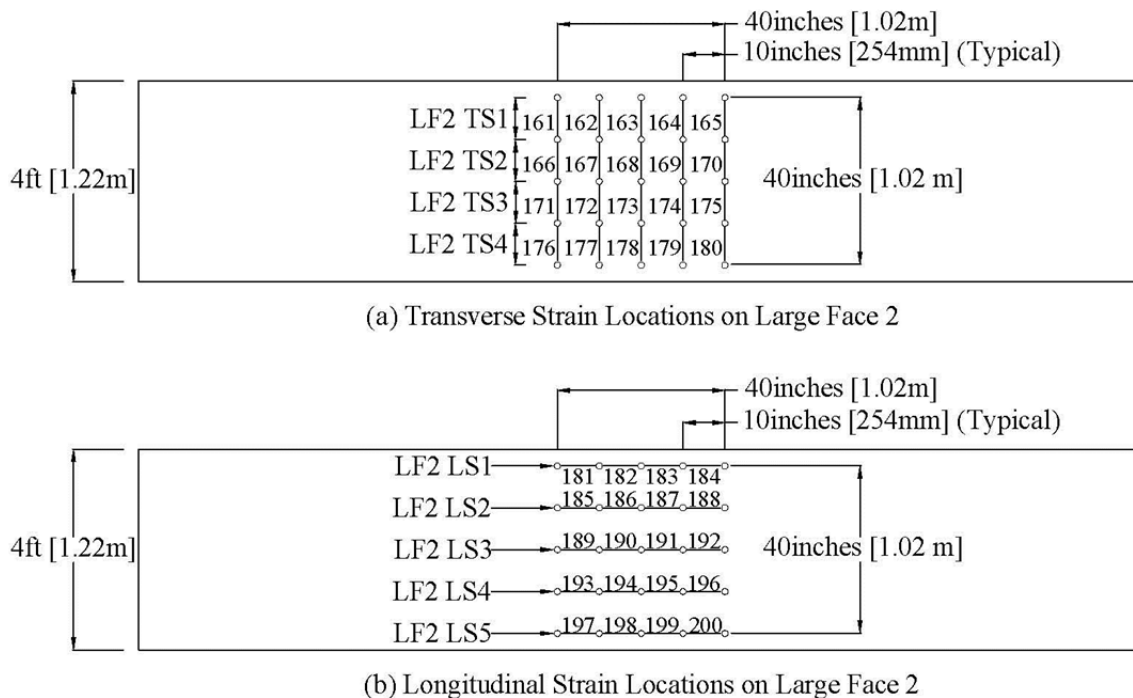 40inches [1.02m]
10inches [254mm] (Typical)
LF2 TS1 161 162 163 164 165
LF2 TS2 166 167 168 169 170
4ft [1.22m]
40inches [1.02 m]
LF2 TS3 171 172 173 174 175
LF2 TS4 176 177 178 179 180
(a) Transverse Strain Locations on Large Face 2
40inches [1.02m]
10inches [254mm] (Typical)
LF2 LS1
181 182 183 184
LF2 LS2 185 186 187 188
4ft [1.22m]
LF2 LS3 189 190 191 192
40inches [1.02 m]
LF2 LS4 193 194 195 196
LF2 LS5 197 198 199 200
(b) Longitudinal Strain Locations on Large Face 2